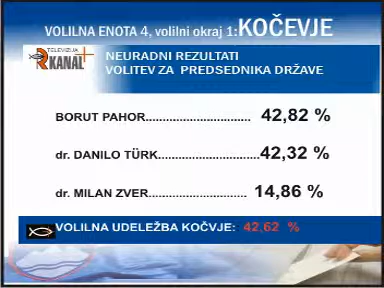 VOLILNA ENOTA 4, volilni okraj 1:KOČEVJE
TELEVIZIJA
R KANAL+
NEURADNI REZULTATI
VOLITEV ZA PREDSEDNIKA DRŽAVE
BORUT PAHOR............................... 42,82 %
dr. DANILO TÜRK..............................42,32 %
dr. MILAN ZVER............................. 14,86 %
VOLILNA UDELEŽBA KOČVJE: 42,62 %